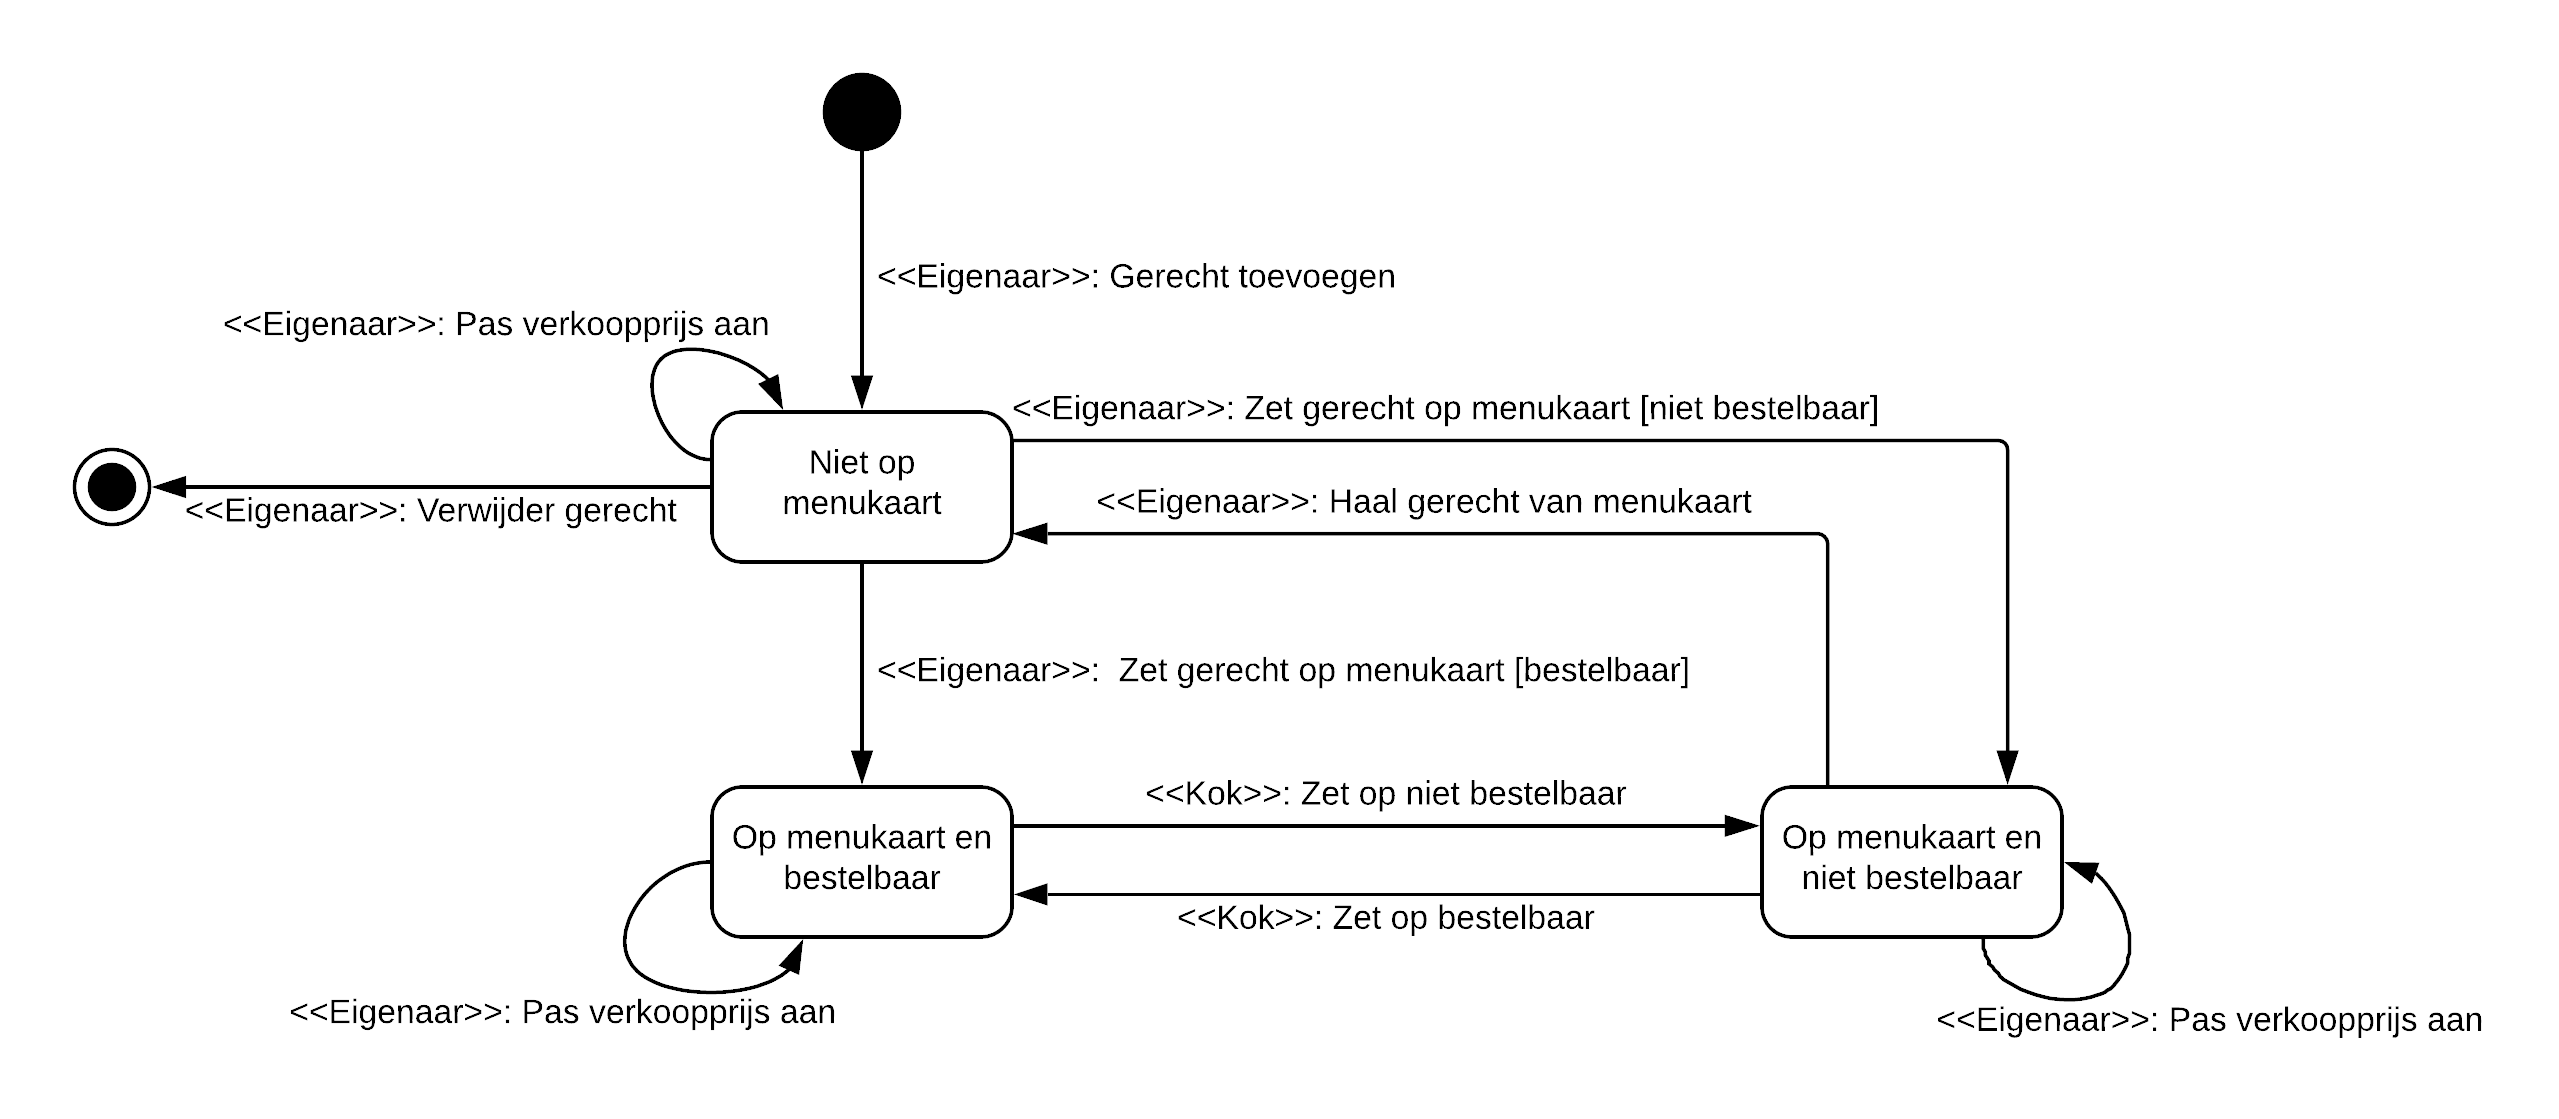 <<Eigenaar>>: Gerecht toevoegen
<<Eigenaar>>: Pas verkoopprijs aan
<<Eigenaar>>: Zet gerecht op menukaart [niet bestelbaar]
Niet op
menukaart
<<Eigenaar>>: Haal gerecht van menukaart
<<Eigenaar>>: Verwijder gerecht
<<Eigenaar>>:  Zet gerecht op menukaart [bestelbaar]
<<Kok>>: Zet op niet bestelbaar
Op menukaart en
bestelbaar
Op menukaart en
niet bestelbaar
<<Kok>>: Zet op bestelbaar
<<Eigenaar>>: Pas verkoopprijs aan
<<Eigenaar>>: Pas verkoopprijs aan